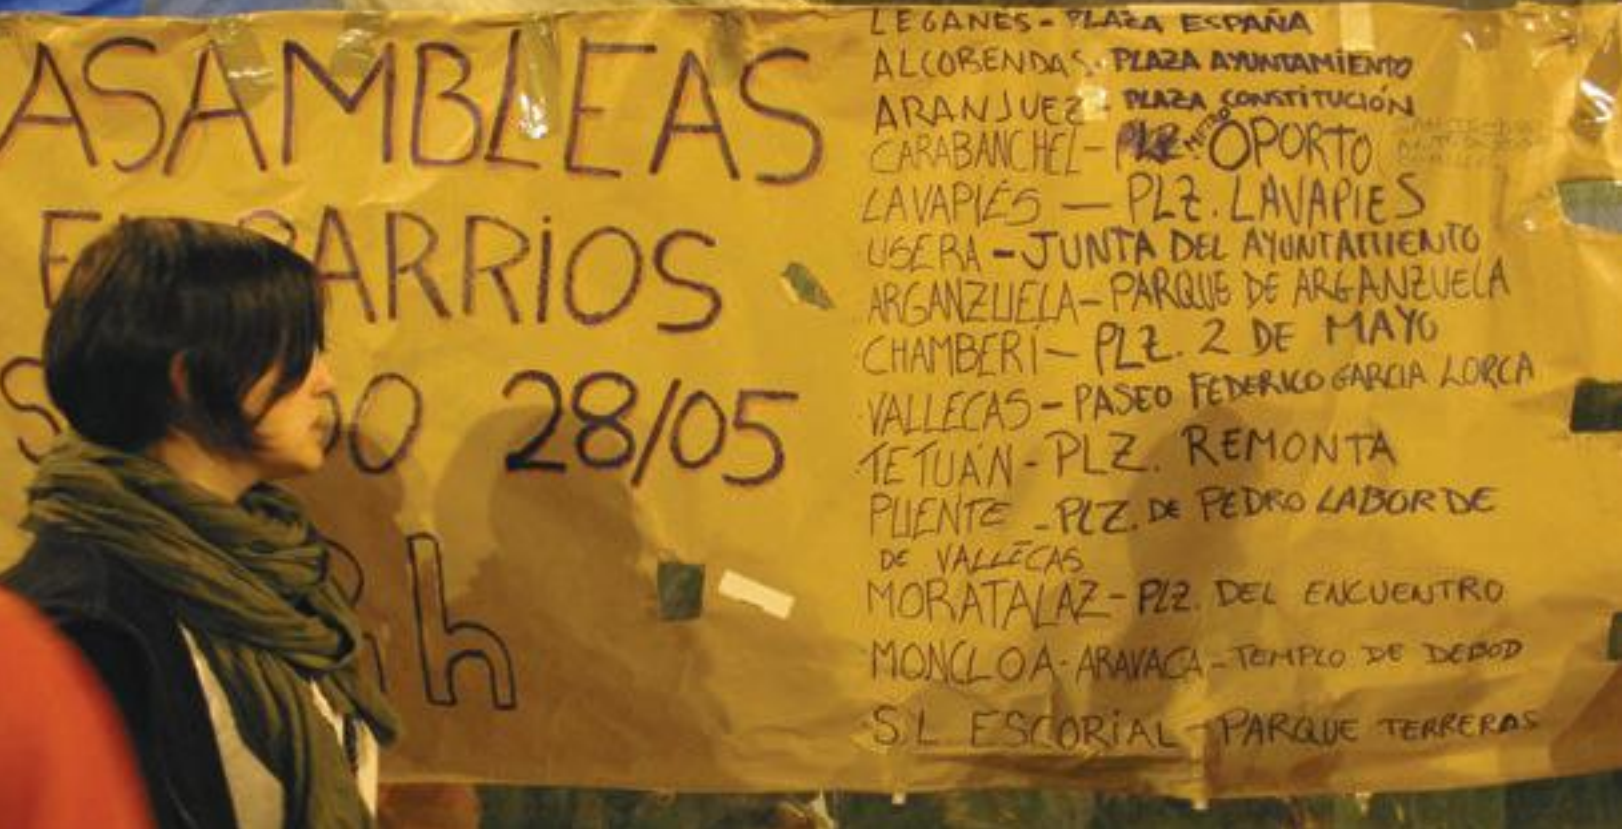 ASAMBLEAS
BARRIOS
28/05
h
LEGANÉS - PLAZA ESPAÑA
ALCOBENDAS - PLAZA AYUNTAMIENTO
ARANJUEZ - PLAZA CONSTITUCIÓN
CARABANCHEL - METRO OPORTO
LAVAPIÉS — PLZ. LAVAPIES
USERA - JUNTA DEL AYUNTAMIENTO
ARGANZUELA - PARQUE DE ARGANZUELA
CHAMBERÍ - PLZ. 2 DE MAYO
VALLECAS - PASEO FEDERICO GARCIA LORCA
TETUÁN - PLZ. REMONTA
PUENTE - PLZ. DE PEDRO LABORDE
DE VALLECAS
MORATALAZ - PLZ. DEL ENCUENTRO
MONCLOA - ARAVACA - TEMPLO DE DEBOD
S.L ESCORIAL - PARQUE TERRERAS